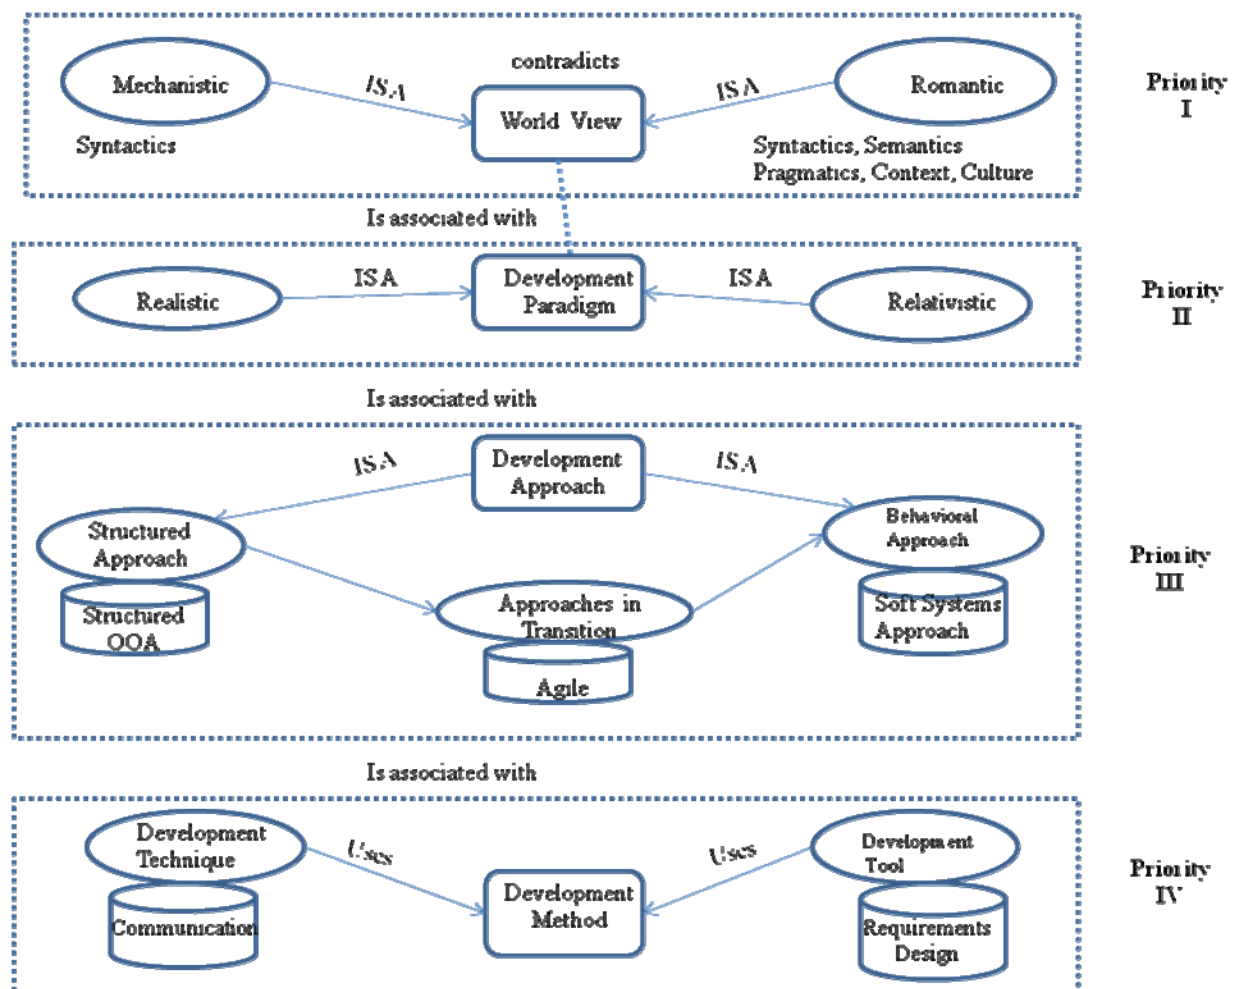 contradicts
Mechanistic
ISA
World View
ISA
Romantic
Priority
I
Syntactics
Syntactics, Semantics
Pragmatics, Context, Culture
Is associated with
Realistic
ISA
Development
Paradigm
ISA
Relativistic
Priority
II
Is associated with
ISA
Development
Approach
ISA
Structured
Approach
Behavioral
Approach
Priority
III
Structured
OOA
Approaches in
Transition
Soft Systems
Approach
Agile
Is associated with
Development
Technique
Uses
Uses
Development
Tool
Priority
IV
Development
Method
Communication
Requirements
Design